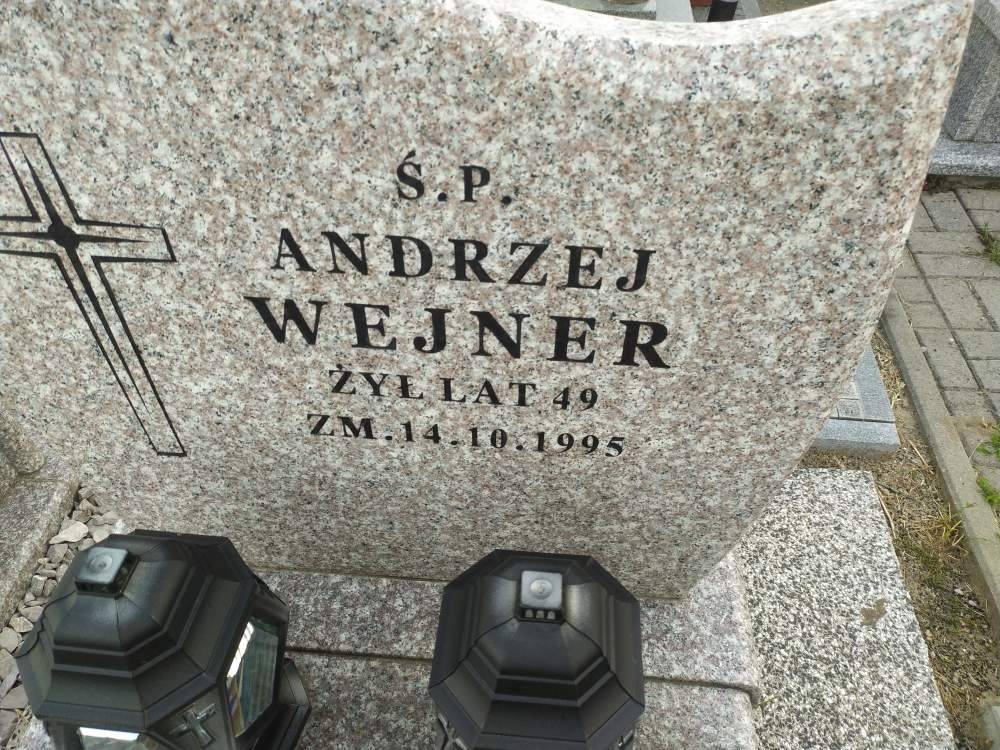 Ś.P.
ANDRZEJ
WEJNER
ŻYŁ LAT 49
ZM.14.10.1995